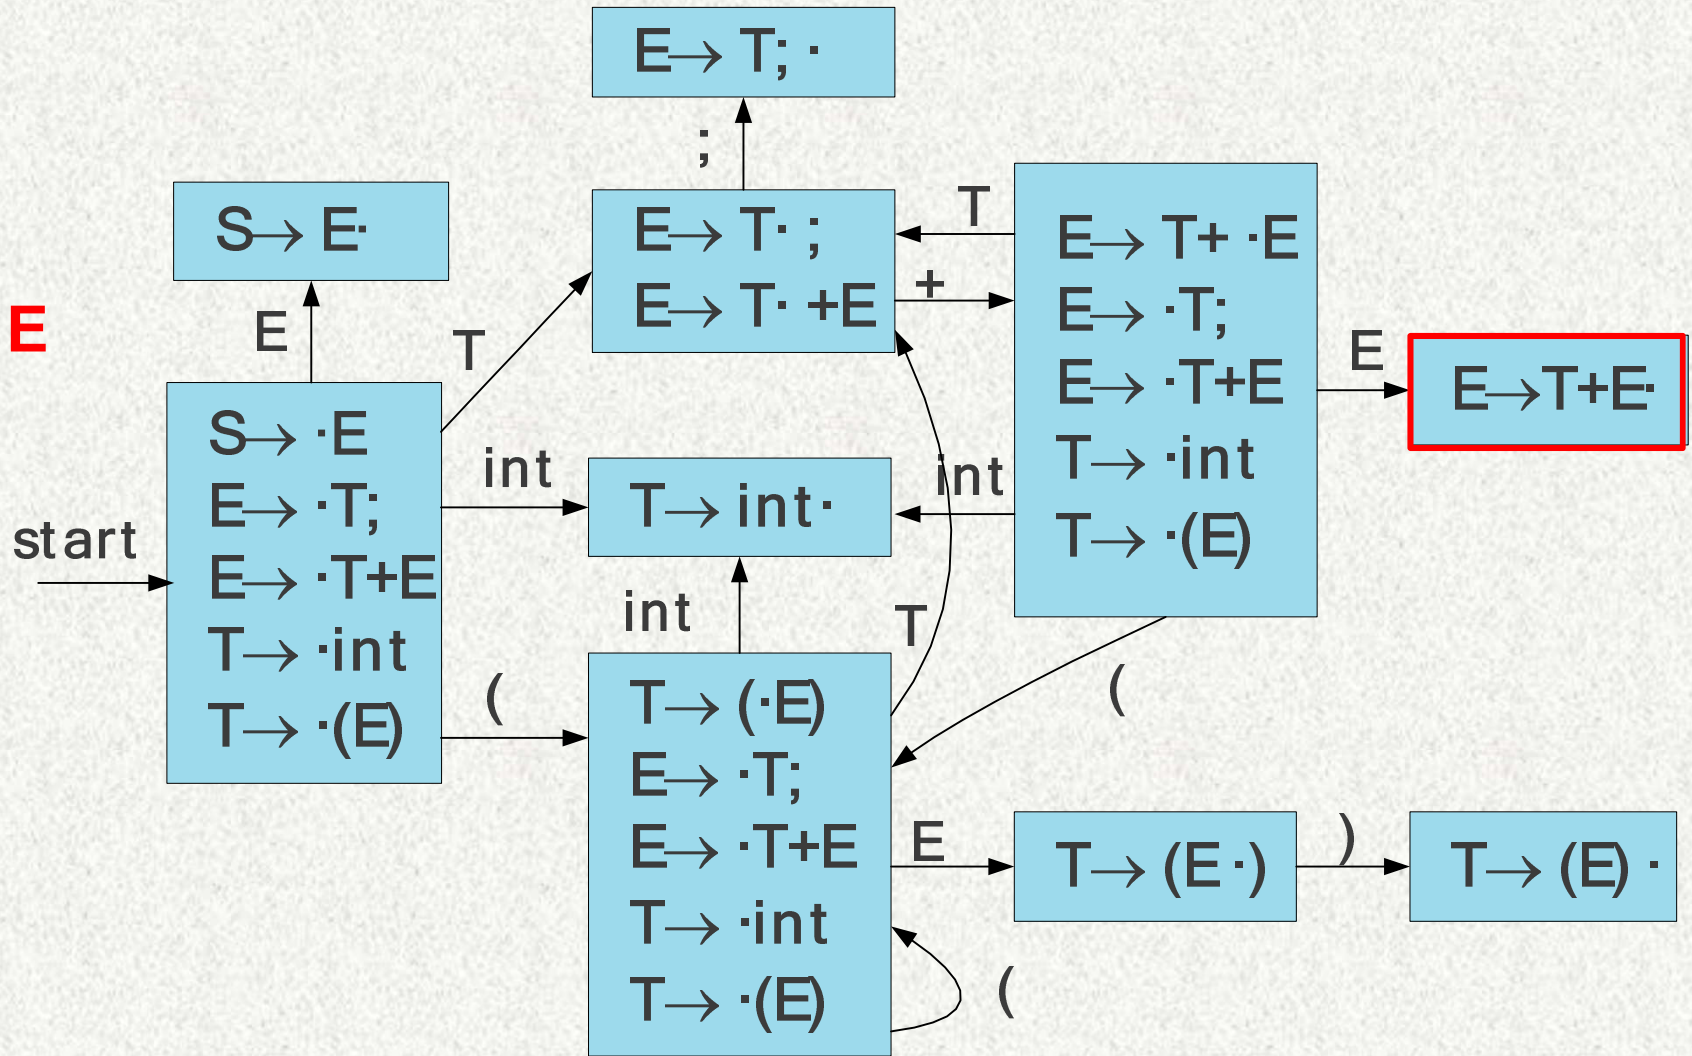 E→ T; ·
;
S→ E·
E→ T· ;
E→ T· +E
T
+
E→ T+ ·E
E→ ·T;
E→ ·T+E
T→ ·int
T→ ·(E)
E
E
T
E
E→T+E·
start
S→ ·E
E→ ·T;
E→ ·T+E
T→ ·int
T→ ·(E)
int
T→ int ·
int
int
T
(
(
T→ (·E)
E→ ·T;
E→ ·T+E
T→ ·int
T→ ·(E)
E
T→ (E ·)
)
T→ (E) ·
(